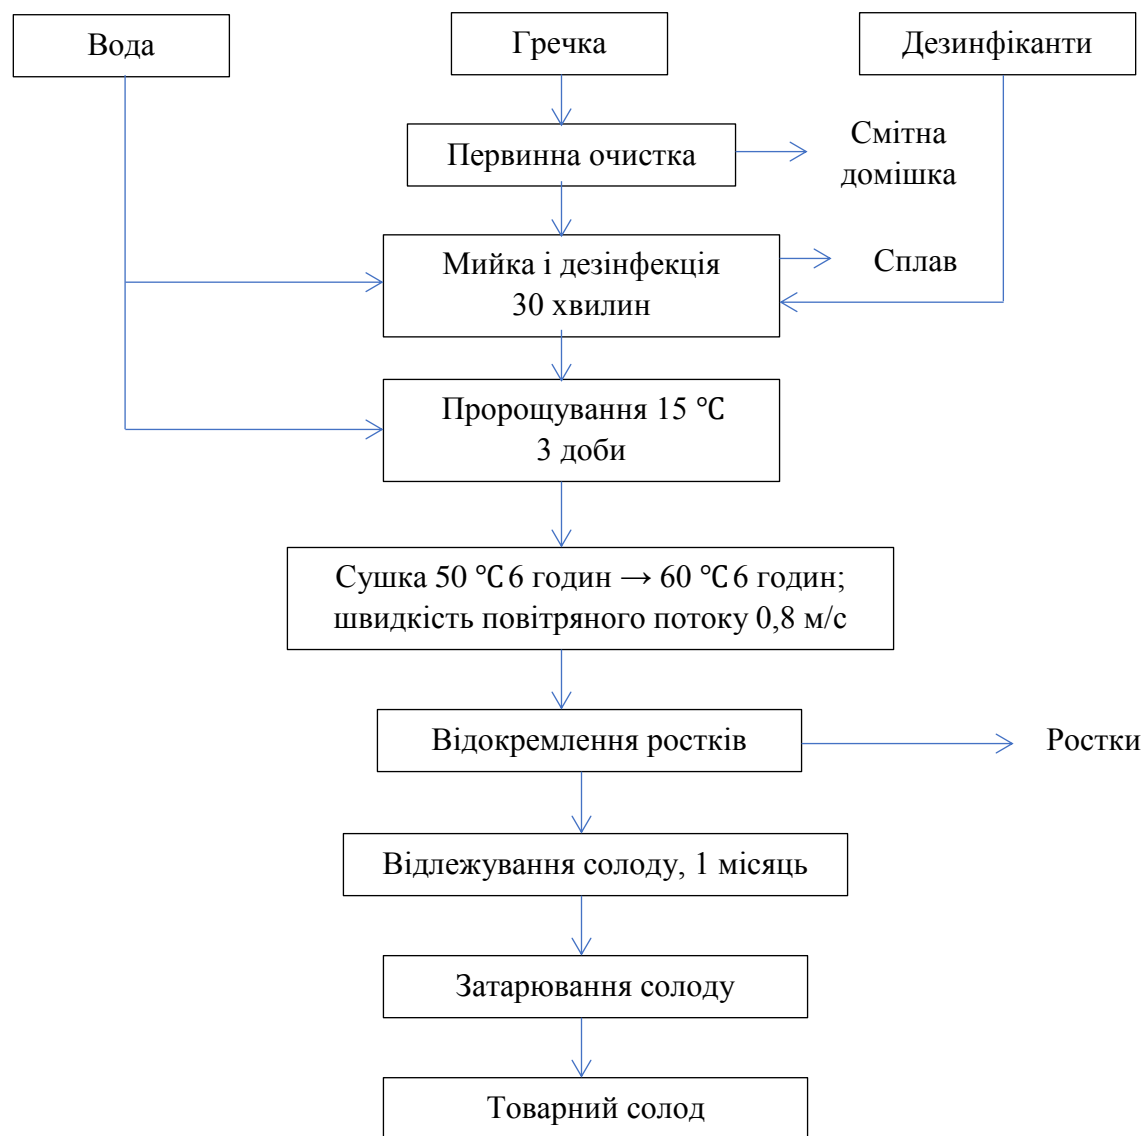 Вода
Гречка
Дезинфіканти
Первинна очистка
Смітна
домішка
Мийка і дезінфекція
30 хвилин
Сплав
Пророщування 15 ℃
3 доби
Сушка 50 ℃ 6 годин → 60 ℃ 6 годин;
швидкість повітряного потоку 0,8 м/с
Відокремлення ростків
Ростки
Відлежування солоду, 1 місяць
Затарювання солоду
Товарний солод